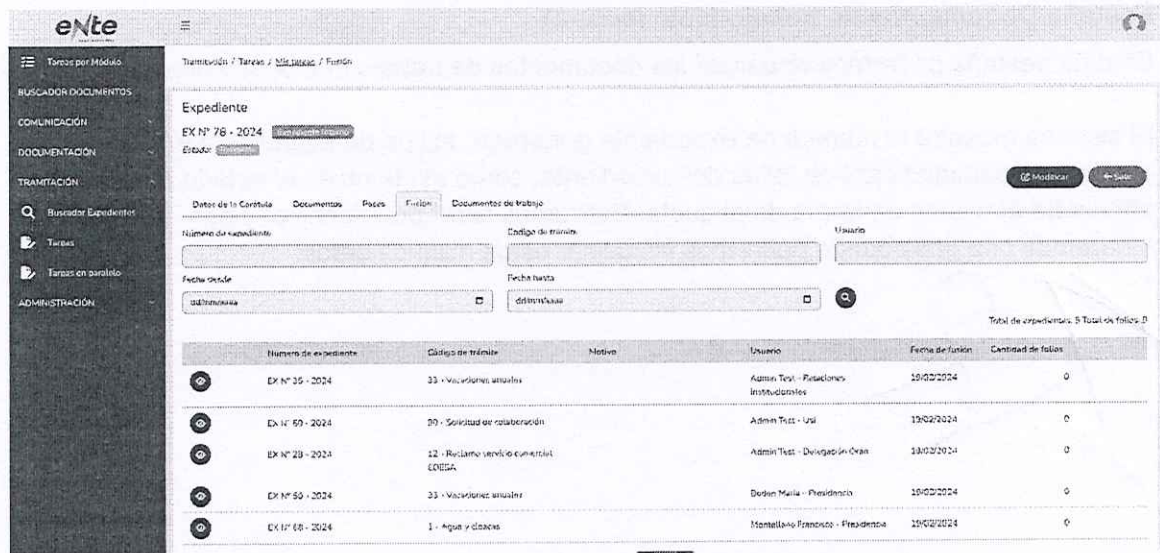 eNte
Tareas por Módulo
BUSCADOR DOCUMENTOS
COMUNICACIÓN
DOCUMENTACIÓN
TRAMITACIÓN
Buscador Expedientes
Tareas
Tareas en paralelo
ADMINISTRACIÓN
Tramitación / Tareas / Mis tareas / Fusión
Expediente
EX N° 78 - 2024
Estado:
Modificar
Salir
Datos de la Carátula Documentos Pases Fusión Documentos de trabajo
Número de expediente Código de trámite Usuario
Fecha desde Fecha hasta
dd/mm/aaaa dd/mm/aaaa
Total de expedientes: 5 Total de folios: 0
Número de expediente Código de trámite Motivo Usuario Fecha de fusión Cantidad de folios
EX N° 35 - 2024 33 - Vacaciones anuales Admin Test - Relaciones Institucionales 19/02/2024 0
EX N° 60 - 2024 90 - Solicitud de colaboración Admin Test - Usi 19/02/2024 0
EX N° 28 - 2024 12 - Reclamo servicio comercial EDESA Admin Test - Delegación Orán 19/02/2024 0
EX N° 50 - 2024 33 - Vacaciones anuales María - Presidencia 19/02/2024 0
EX N° 68 - 2024 1 - Agua y cloacas Montellano Francisco - Presidencia 19/02/2024 0